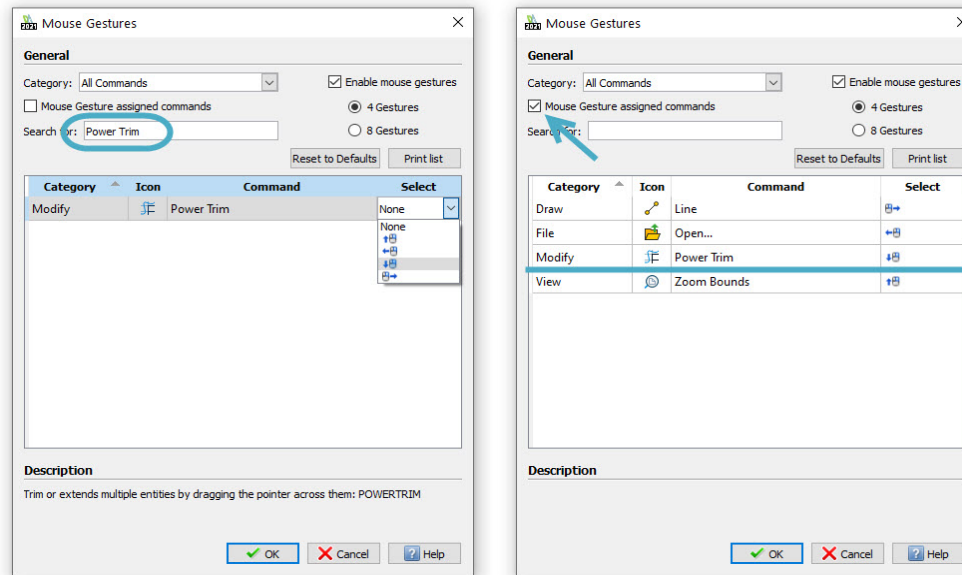 2021 Mouse Gestures
General
Category: All Commands Enable mouse gestures
Mouse Gesture assigned commands 4 Gestures
Search for: Power Trim 8 Gestures
Reset to Defaults Print list
Category Icon Command Select
Modify Power Trim None
None
Description
Trim or extends multiple entities by dragging the pointer across them: POWERTRIM
OK Cancel ? Help
2021 Mouse Gestures
General
Category: All Commands Enable mouse gestures
Mouse Gesture assigned commands 4 Gestures
Search for: 8 Gestures
Reset to Defaults Print list
Category Icon Command Select
Draw Line
File Open...
Modify Power Trim
View Zoom Bounds
Description
OK Cancel ? Help